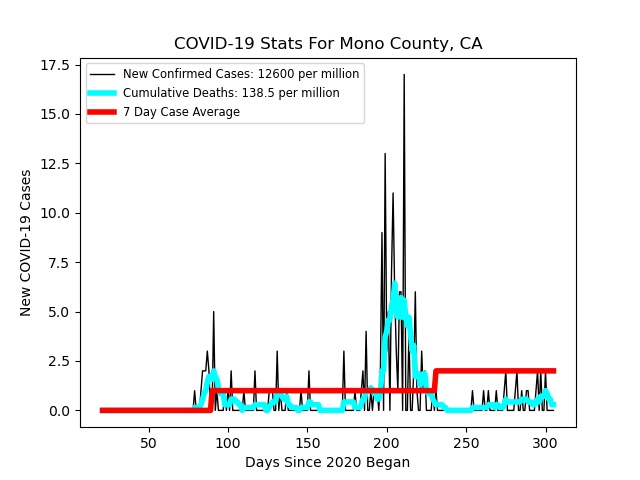 COVID-19 Stats For Mono County, CA
17.5
15.0
12.5
10.0
7.5
5.0
2.5
0.0
New COVID-19 Cases
New Confirmed Cases: 12600 per million
Cumulative Deaths: 138.5 per million
7 Day Case Average
50 100 150 200 250 300
Days Since 2020 Began